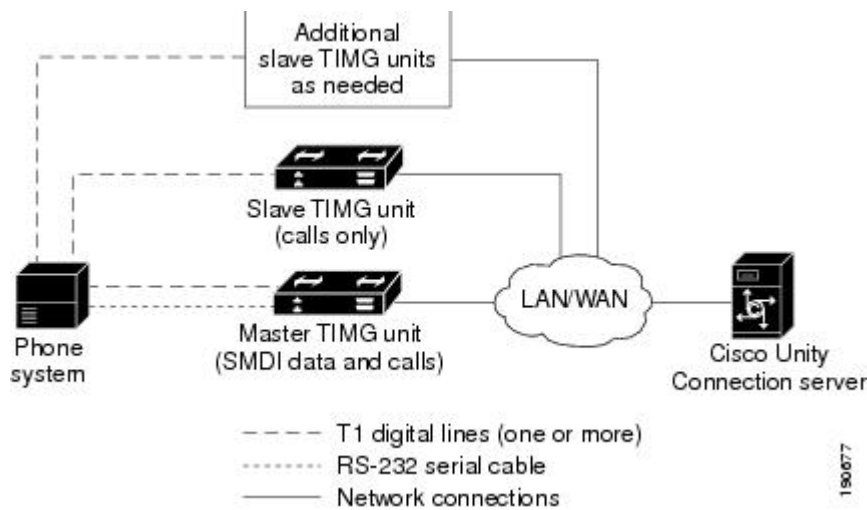 Additional
slave TIMG units
as needed
Slave TIMG unit
(calls only)
LAN/WAN
Phone
system
Master TIMG unit
(SMDI data and calls)
Cisco Unity
Connection server
T1 digital lines (one or more)
RS-232 serial cable
Network connections
190677